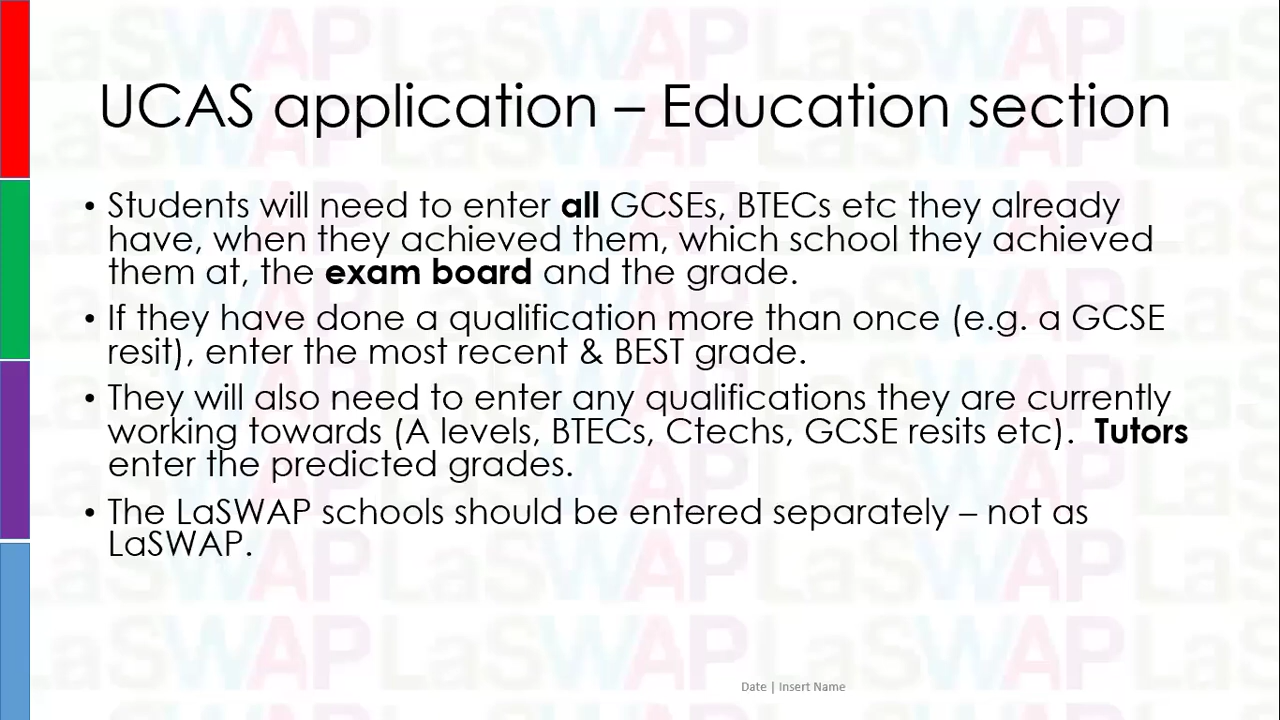 UCAS application – Education section
• Students will need to enter all GCSEs, BTECs etc they already
have, when they achieved them, which school they achieved
them at, the exam board and the grade.
• If they have done a qualification more than once (e.g. a GCSE
resit), enter the most recent & BEST grade.
• They will also need to enter any qualifications they are currently
working towards (A levels, BTECs, Ctechs, GCSE resits etc).  Tutors
enter the predicted grades.
• The LaSWAP schools should be entered separately – not as
LaSWAP.
Date | Insert Name